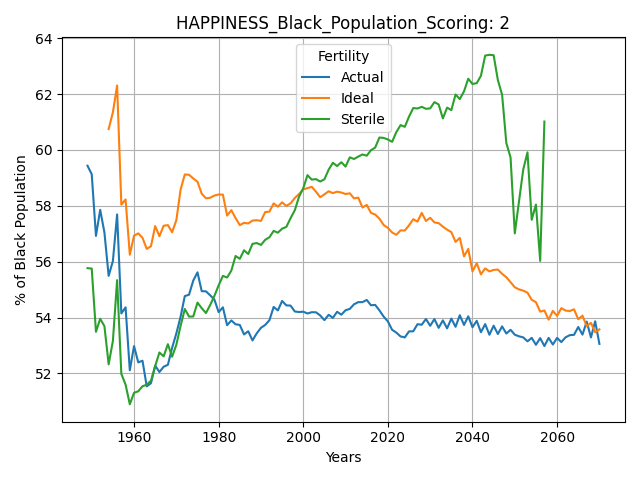 HAPPINESS_Black_Population_Scoring: 2
Fertility
Actual
Ideal
Sterile
% of Black Population
64
62
60
58
56
54
52
1960
1980
2000
2020
2040
2060
Years